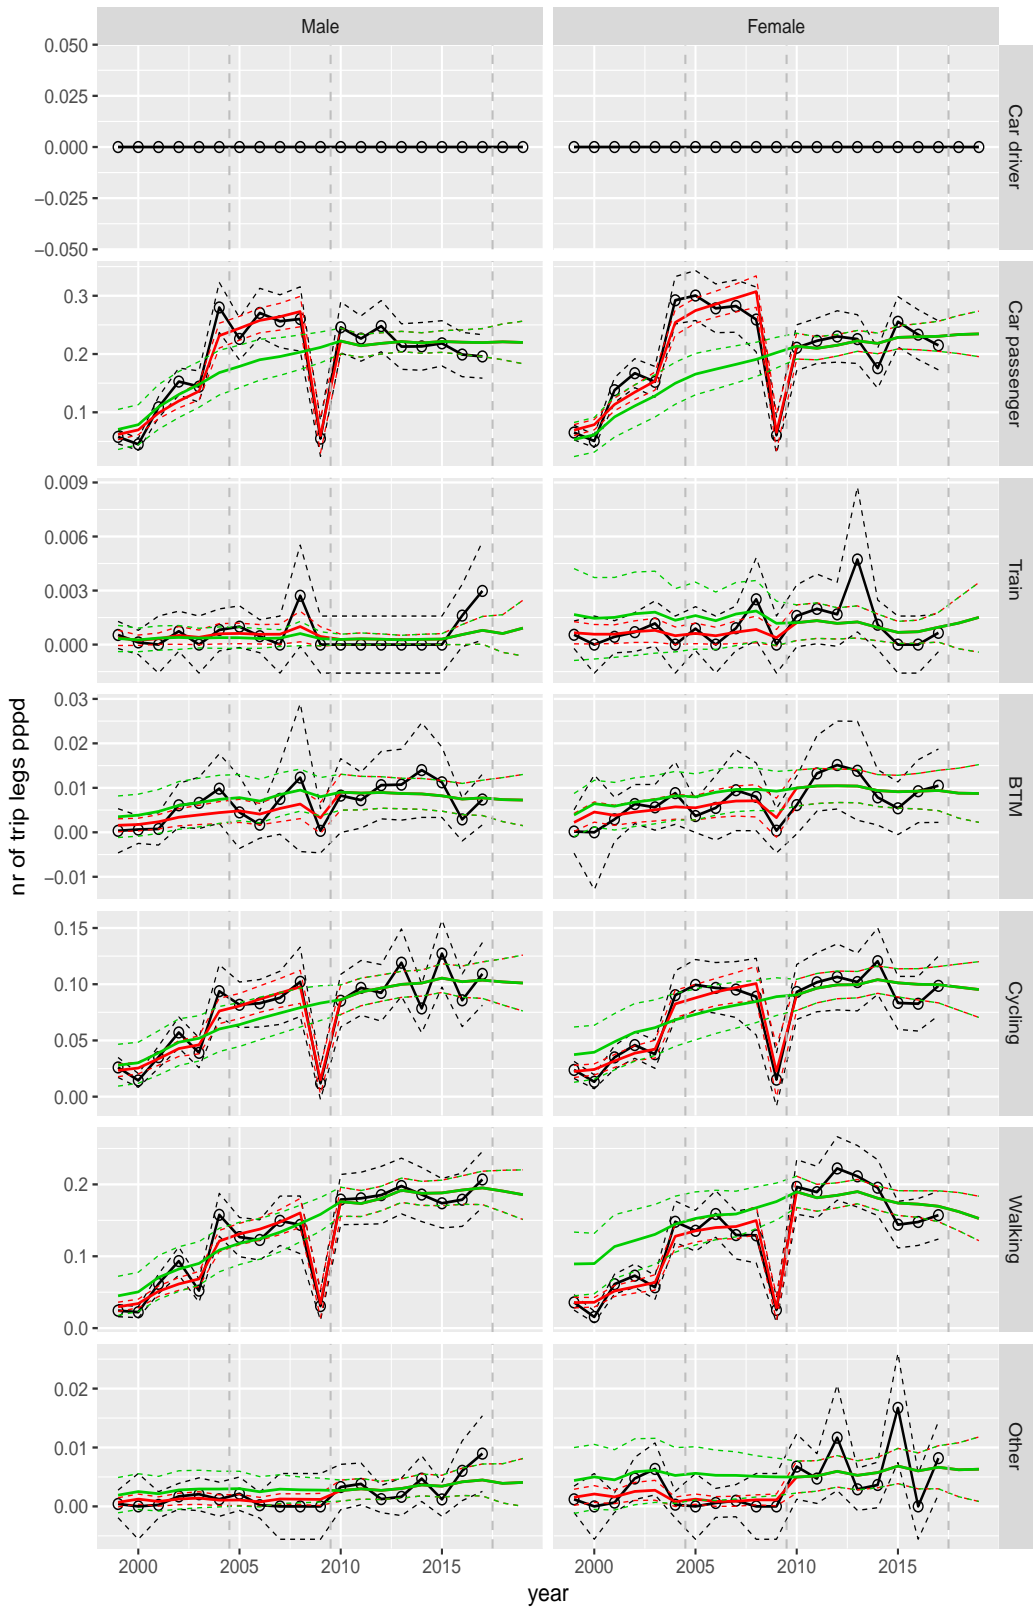 Male Female
0.050
0.025
0.000
−0.025
−0.050
Car driver
0.3
0.2
0.1
Car passenger
0.009
0.006
0.003
0.000
Train
0.03
0.02
0.01
0.00
−0.01
BTM
0.15
0.10
0.05
0.00
Cycling
0.2
0.1
0.0
Walking
0.02
0.01
0.00
Other
nr of trip legs pppd
2000 2005 2010 2015 2000 2005 2010 2015
year